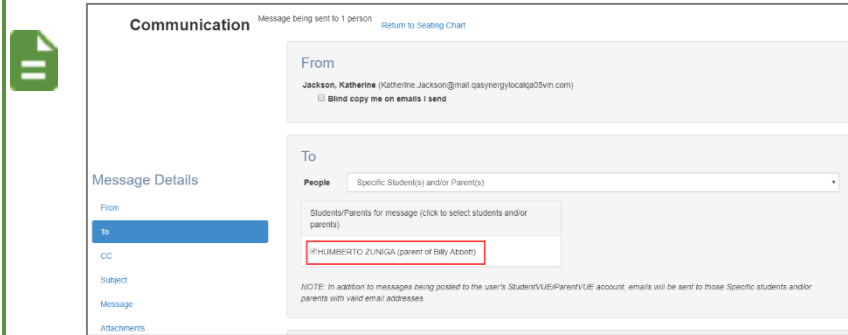 Communication
Message being sent to 1 person
Return to Seating Chart
From
Jackson, Katherine (Katherine.Jackson@mail.qasynergylocalqa05vm.com)
Blind copy me on emails I send
Message Details
From
To
CC
Subject
Message
Attachments
To
People Specific Student(s) and/or Parent(s)
Students/Parents for message (click to select students and/or
parents)
HUMBERTO ZUNIGA (parent of Billy Abbott)
NOTE: In addition to messages being posted to the user's StudentVUE/ParentVUE account, emails will be sent to those Specific students and/or
parents with valid email addresses.